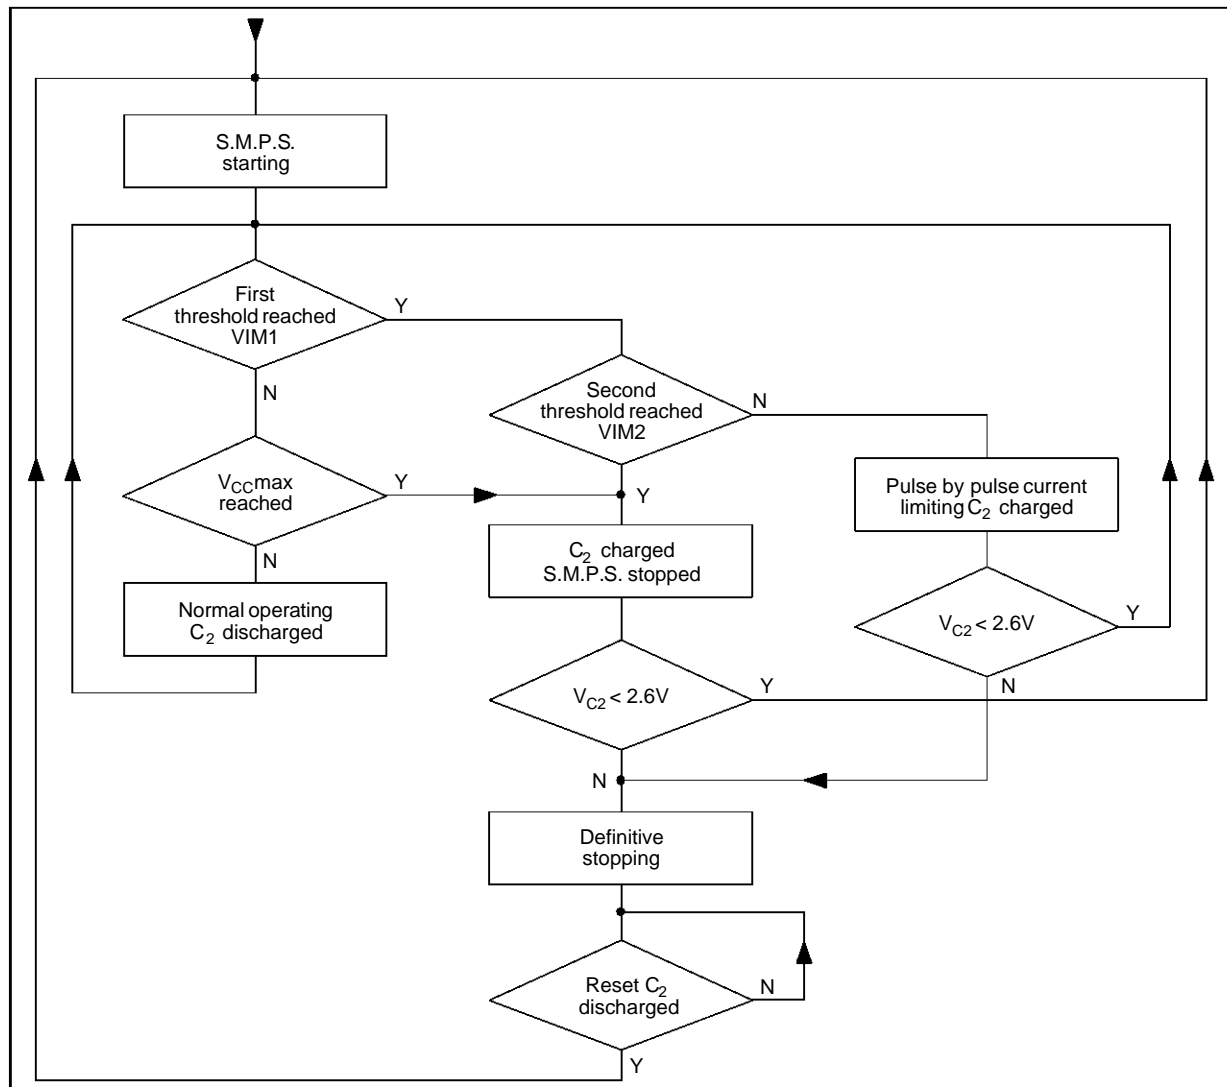 S.M.P.S.
starting
First
threshold reached
VIM1
Y
N
Second
threshold reached
VIM2
N
Y
VCCmax
reached
Y
N
Pulse by pulse current
limiting C2 charged
C2 charged
S.M.P.S. stopped
Normal operating
C2 discharged
VC2 < 2.6V
Y
N
VC2 < 2.6V
Y
N
Definitive
stopping
Reset C2
discharged
N
Y